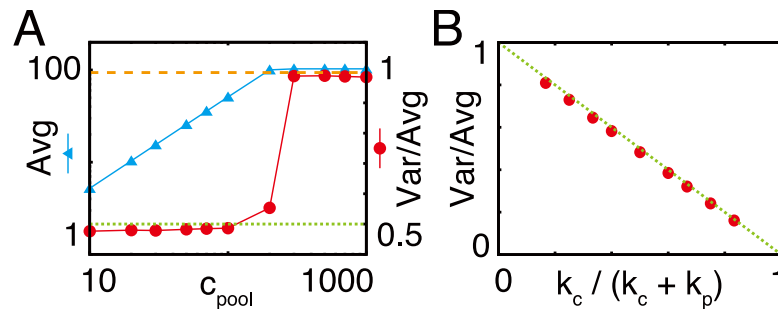 A
100
1
Avg
10
c_pool
1000
1
0.5
Var/Avg
B
1
0
Var/Avg
0
k_c / (k_c + k_p)
1